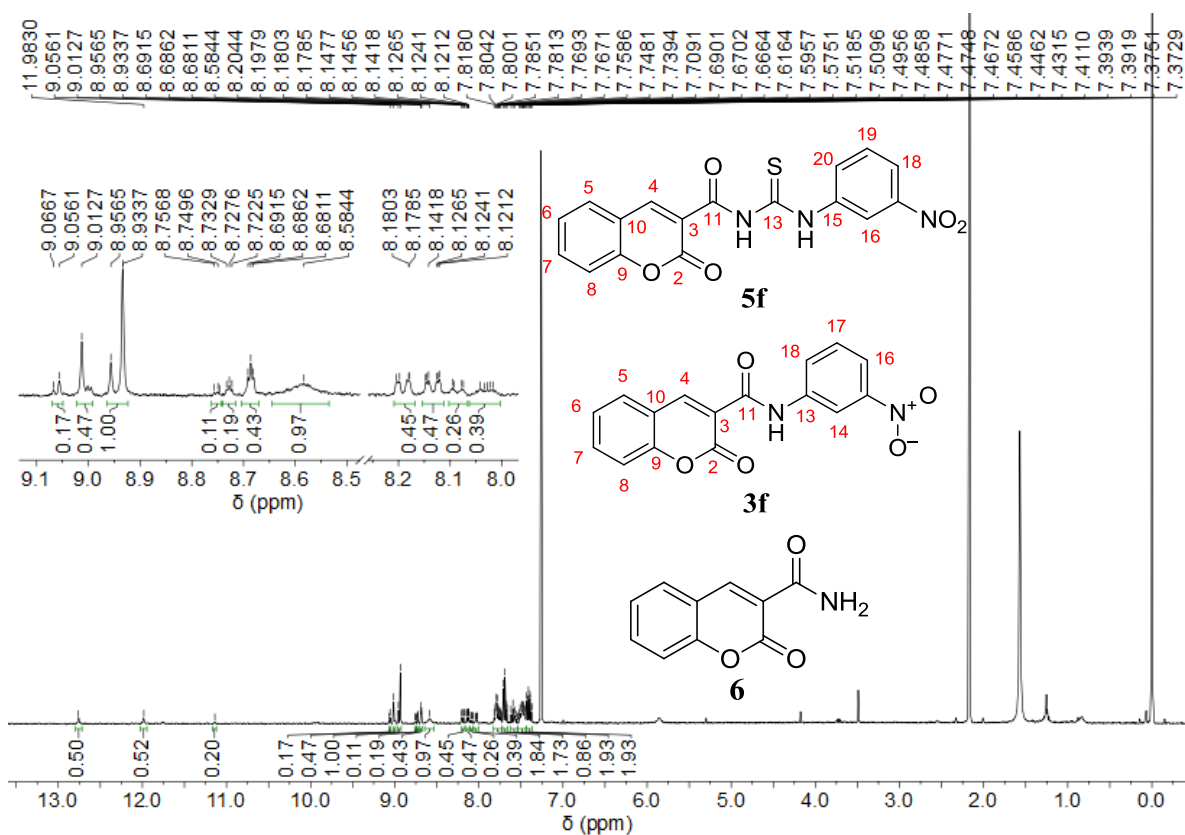 11.9830 9.0561 9.0127 8.9565 8.9337 8.6915 8.6862 8.6811 8.5844 8.2044 8.1979 8.1803 8.1785 8.1477 8.1456 8.1418 8.1265 8.1241 8.1212 7.8180 7.8042 7.8001 7.7851 7.7813 7.7693 7.7671 7.7586 7.7481 7.7394 7.7091 7.6901 7.6702 7.6664 7.6164 7.5957 7.5751 7.5185 7.5096 7.4956 7.4858 7.4771 7.4748 7.4672 7.4586 7.4462 7.4315 7.4110 7.3939 7.3919 7.3751 7.3729
9.0667 9.0561 9.0127 8.9565 8.9337 8.7568 8.7496 8.7329 8.7276 8.7225 8.6915 8.6862 8.6811 8.5844 8.1803 8.1785 8.1418 8.1265 8.1241 8.1212
0.17 0.47 1.00 0.11 0.19 0.43 0.97 0.45 0.47 0.26 0.39
9.1 9.0 8.9 8.8 8.7 8.6 8.5 8.2 8.1 8.0
δ (ppm)
19
O S 20 18
5 4
6 10 3 11 N H 13 N H 15 16 NO2
7 9 O 2 O
8
5f
17
O 18 16
5 4
6 10 3 11 N H 13 14 N+ O
7 9 O 2 O O−
8
3f
O
NH2
O O
6
0.50 0.52 0.20 0.17 0.47 1.00 0.11 0.19 0.43 0.97 0.45 0.47 0.26 0.39 1.84 1.73 0.86 1.93 1.93
13.0 12.0 11.0 10.0 9.0 8.0 7.0 6.0 5.0 4.0 3.0 2.0 1.0 0.0
δ (ppm)